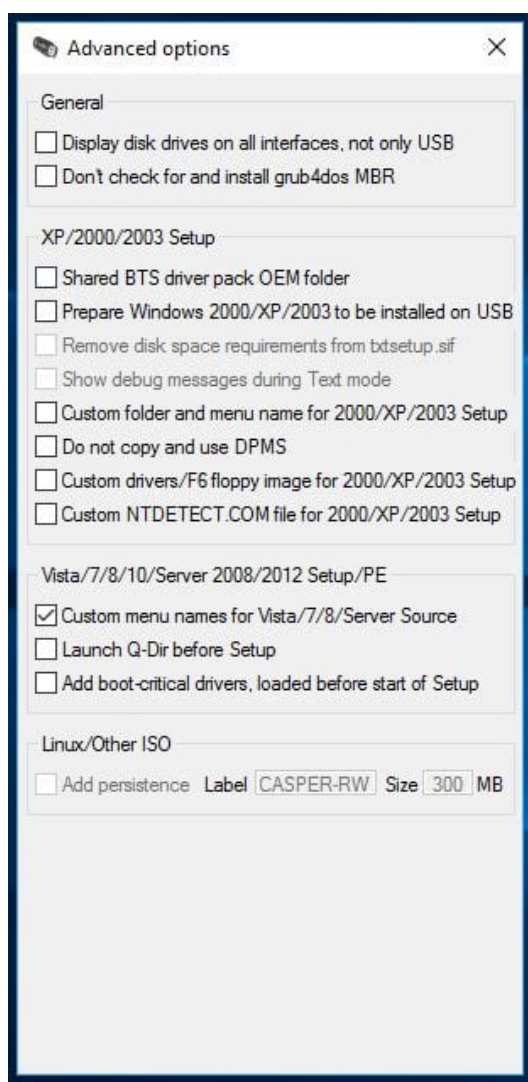 Advanced options
General
Display disk drives on all interfaces, not only USB
Don't check for and install grub4dos MBR
XP/2000/2003 Setup
Shared BTS driver pack OEM folder
Prepare Windows 2000/XP/2003 to be installed on USB
Remove disk space requirements from txtsetup.sif
Show debug messages during Text mode
Custom folder and menu name for 2000/XP/2003 Setup
Do not copy and use DPMS
Custom drivers/F6 floppy image for 2000/XP/2003 Setup
Custom NTDETECT.COM file for 2000/XP/2003 Setup
Vista/7/8/10/Server 2008/2012 Setup/PE
Custom menu names for Vista/7/8/Server Source
Launch Q-Dir before Setup
Add boot-critical drivers, loaded before start of Setup
Linux/Other ISO
Add persistence Label CASPER-RW Size 300 MB